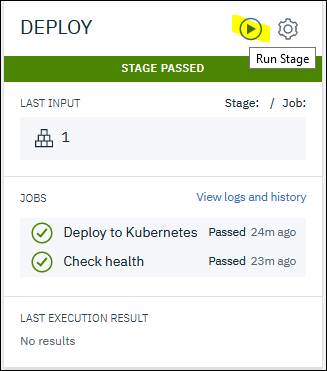 DEPLOY
Run Stage
STAGE PASSED
LAST INPUT Stage: / Job:
1
JOBS View logs and history
Deploy to Kubernetes Passed 24m ago
Check health Passed 23m ago
LAST EXECUTION RESULT
No results